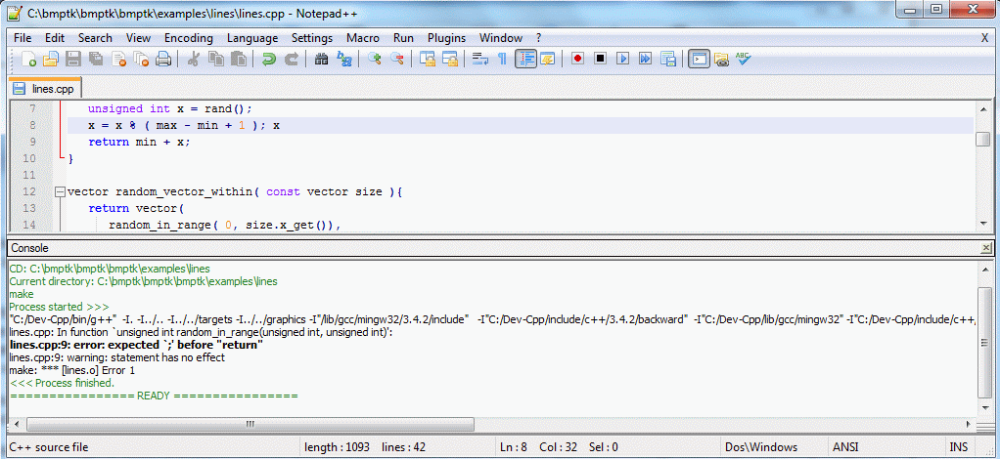 C:\bmptk\bmptk\bmptk\examples\lines\lines.cpp - Notepad++
File Edit Search View Encoding Language Settings Macro Run Plugins Window ? X
lines.cpp
7 unsigned int x = rand();
8 x = x % ( max - min + 1 ); x
9 return min + x;
10 }
11
12 vector random_vector_within( const vector size ){
13 return vector(
14 random_in_range( 0, size.x_get()),
Console
CD: C:\bmptk\bmptk\bmptk\examples\lines
Current directory: C:\bmptk\bmptk\bmptk\examples\lines
make
Process started >>>
"C:/Dev-Cpp/bin/g++" -I. -I../.. -I../../targets -I../../graphics -I"/lib/gcc/mingw32/3.4.2/include" -I"C:/Dev-Cpp/include/c++/3.4.2/backward" -I"C:/Dev-Cpp/lib/gcc/mingw32" -I"C:/Dev-Cpp/include/c++,
lines.cpp: In function `unsigned int random_in_range(unsigned int, unsigned int)':
lines.cpp:9: error: expected `;' before "return"
lines.cpp:9: warning: statement has no effect
make: *** [lines.o] Error 1
<<< Process finished.
================ READY ================
C++ source file length : 1093 lines : 42 Ln : 8 Col : 32 Sel : 0 Dos\Windows ANSI INS